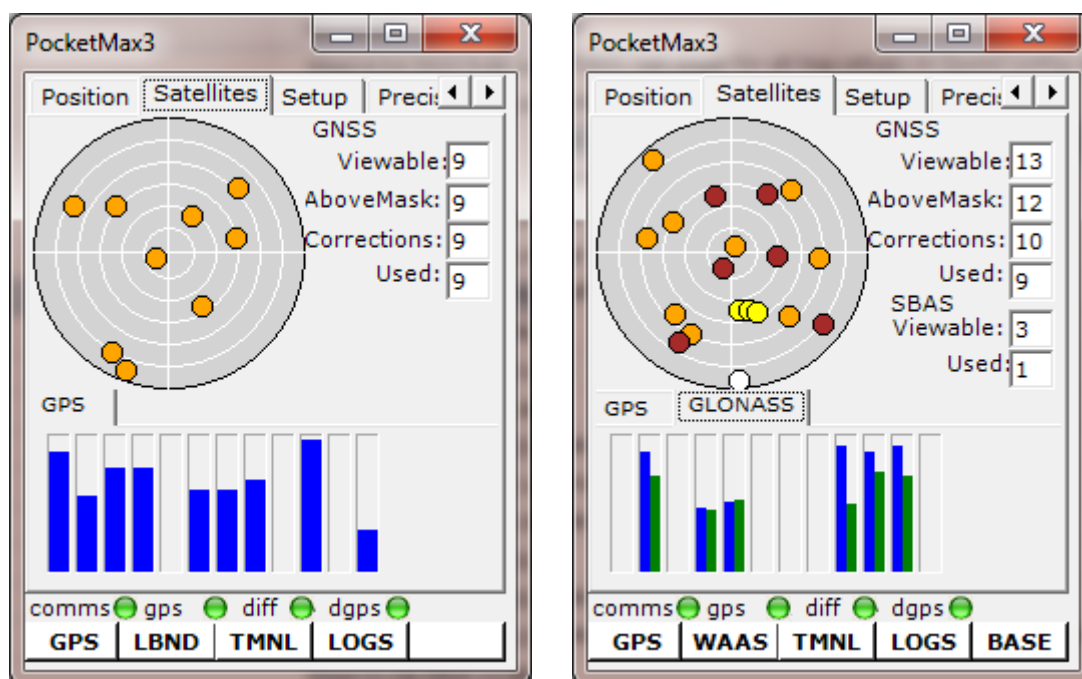 PocketMax3
Position Satellites Setup Precis
GNSS
Viewable: 9
AboveMask: 9
Corrections: 9
Used: 9
GPS
comms gps diff dgps
GPS LBND TMNL LOGS
PocketMax3
Position Satellites Setup Precis
GNSS
Viewable: 13
AboveMask: 12
Corrections: 10
Used: 9
SBAS
Viewable: 3
Used: 1
GPS GLONASS
comms gps diff dgps
GPS WAAS TMNL LOGS BASE